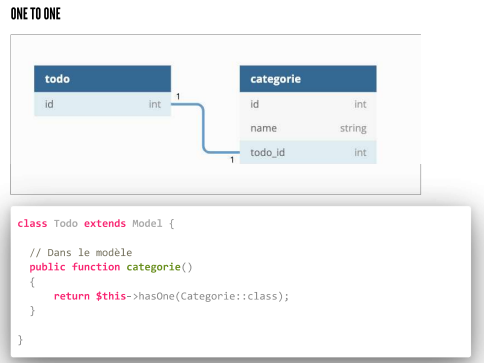 ONE TO ONE
todo
id int
1
categorie
id int
name string
todo_id int
1
class Todo extends Model {
// Dans le modèle
public function categorie()
{
return $this->hasOne(Categorie::class);
}
}